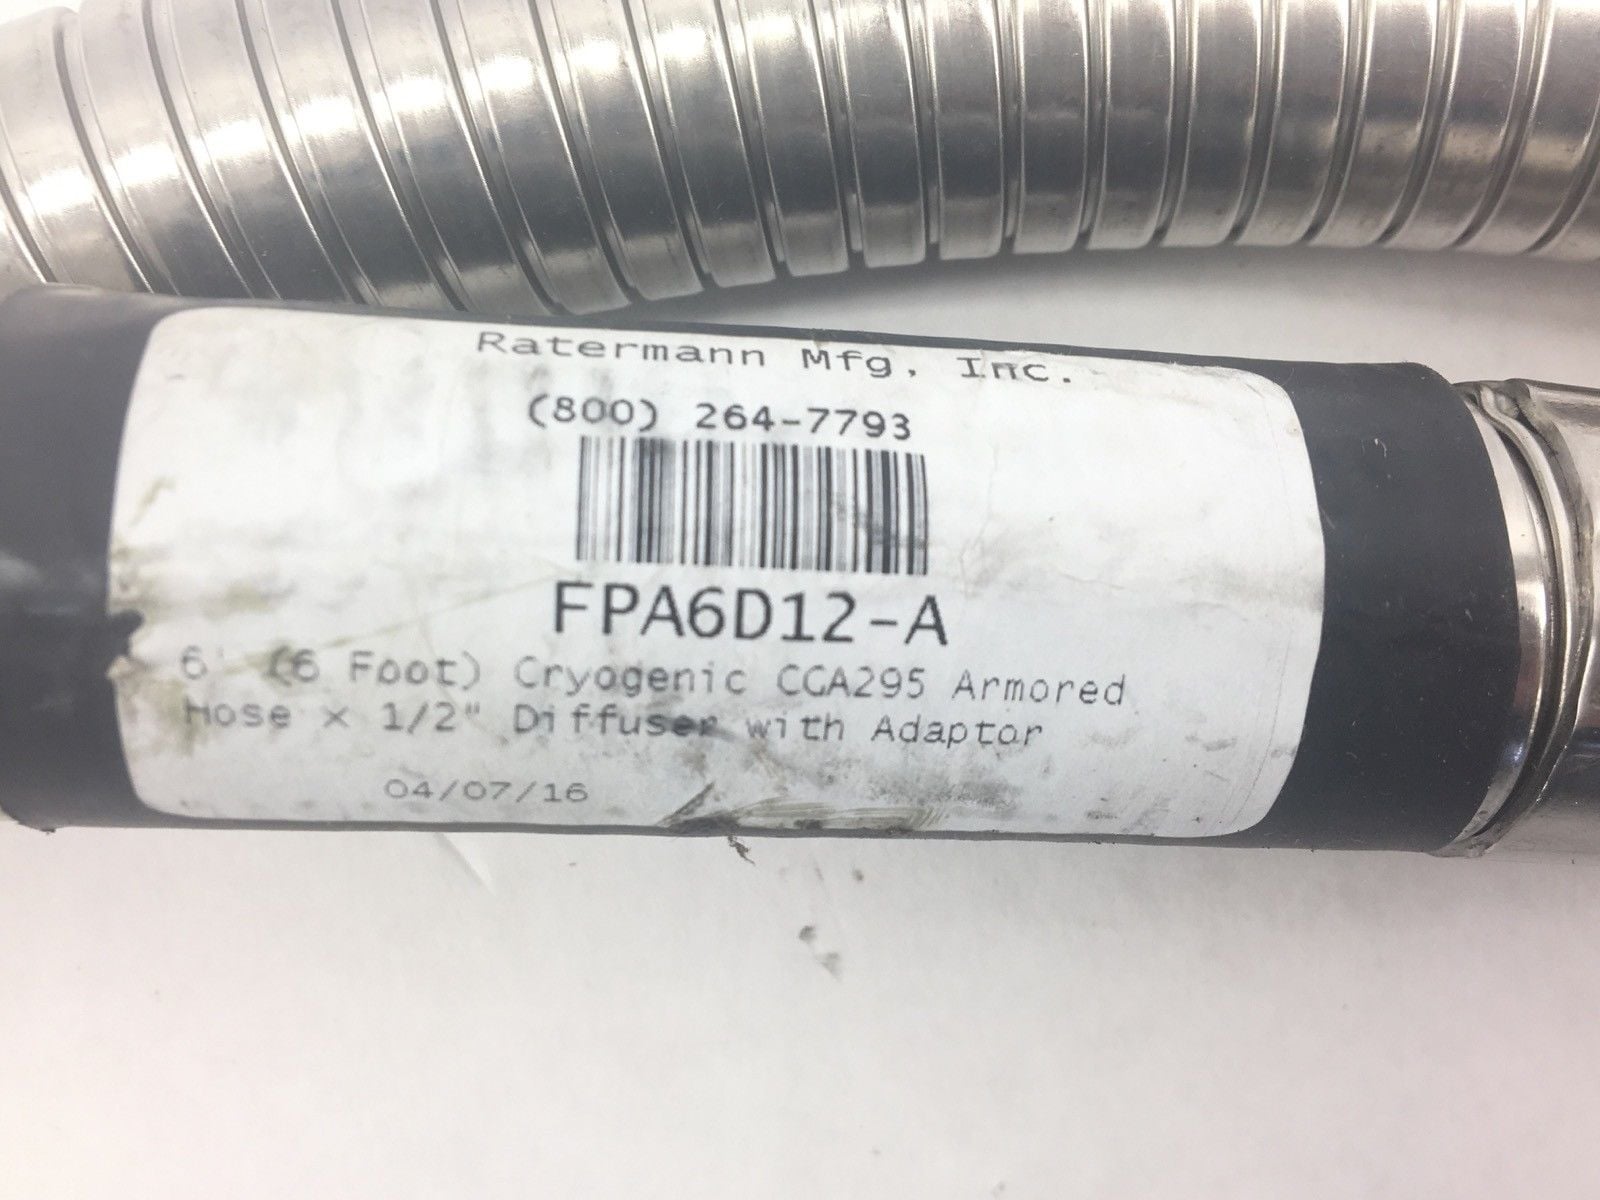 Ratermann Mfg, Inc.
(800) 264-7793
FPA6D12-A
6' (6 Foot) Cryogenic CGA295 Armored
Hose x 1/2" Diffuser with Adaptor
04/07/16